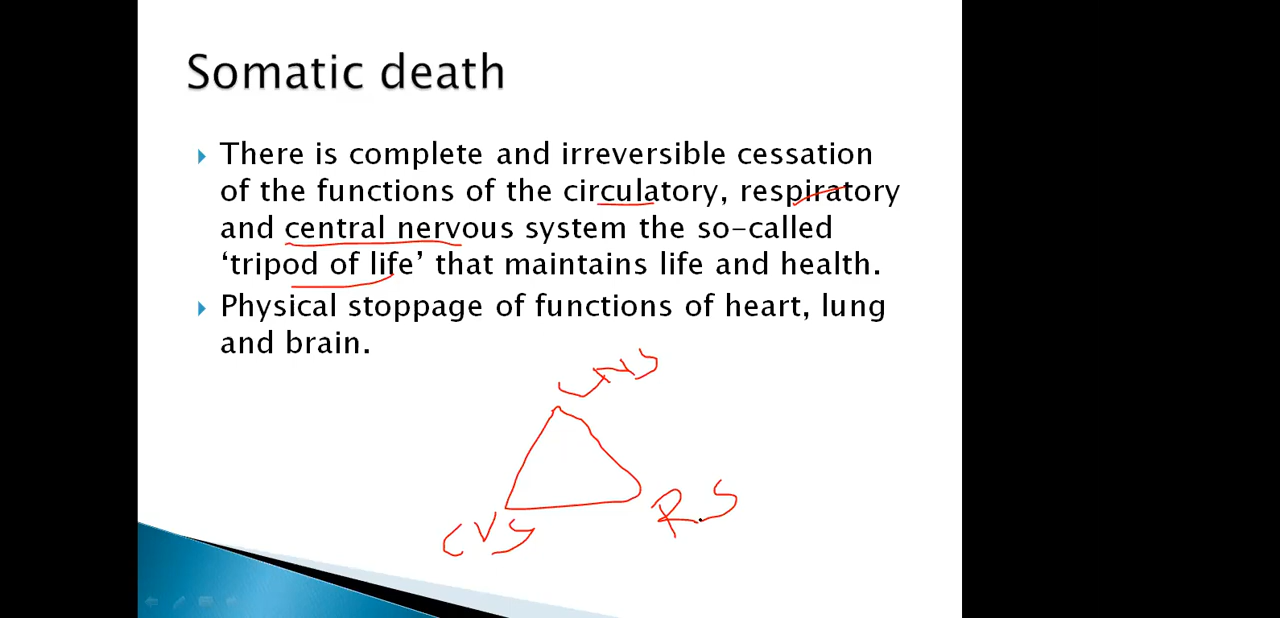 Somatic death
There is complete and irreversible cessation
of the functions of the circulatory, respiratory
and central nervous system the so-called
‘tripod of life’ that maintains life and health.
Physical stoppage of functions of heart, lung
and brain.
CNS
R.S
CVS